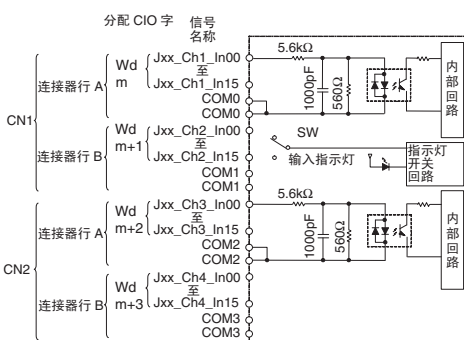 分配 CIO 字 信号
名称
CN1
连接器行 A
Wd
m
Jxx_Ch1_In00
至
Jxx_Ch1_In15
COM0
COM0
连接器行 B
Wd
m+1
Jxx_Ch2_In00
至
Jxx_Ch2_In15
COM1
COM1
CN2
连接器行 A
Wd
m+2
Jxx_Ch3_In00
至
Jxx_Ch3_In15
COM2
COM2
连接器行 B
Wd
m+3
Jxx_Ch4_In00
至
Jxx_Ch4_In15
COM3
COM3
5.6kΩ
1000pF
560Ω
内部回路
SW
输入指示灯
指示灯
开关
回路
5.6kΩ
1000pF
560Ω
内部回路